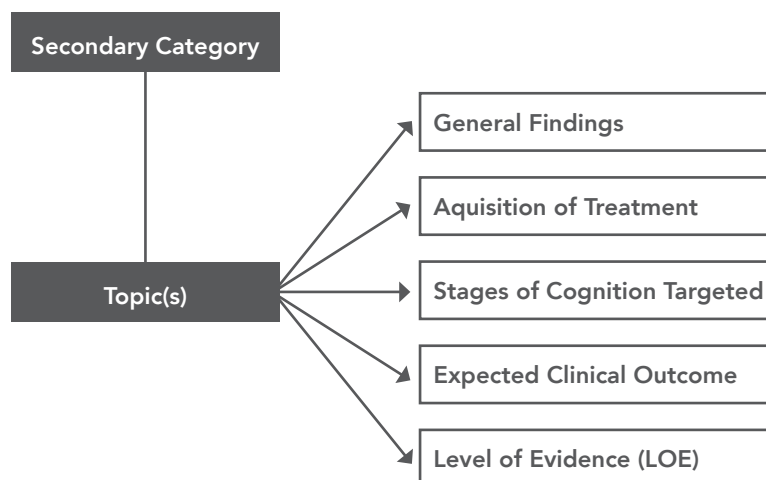 Secondary Category
General Findings
Aquisition of Treatment
Topic(s)
Stages of Cognition Targeted
Expected Clinical Outcome
Level of Evidence (LOE)